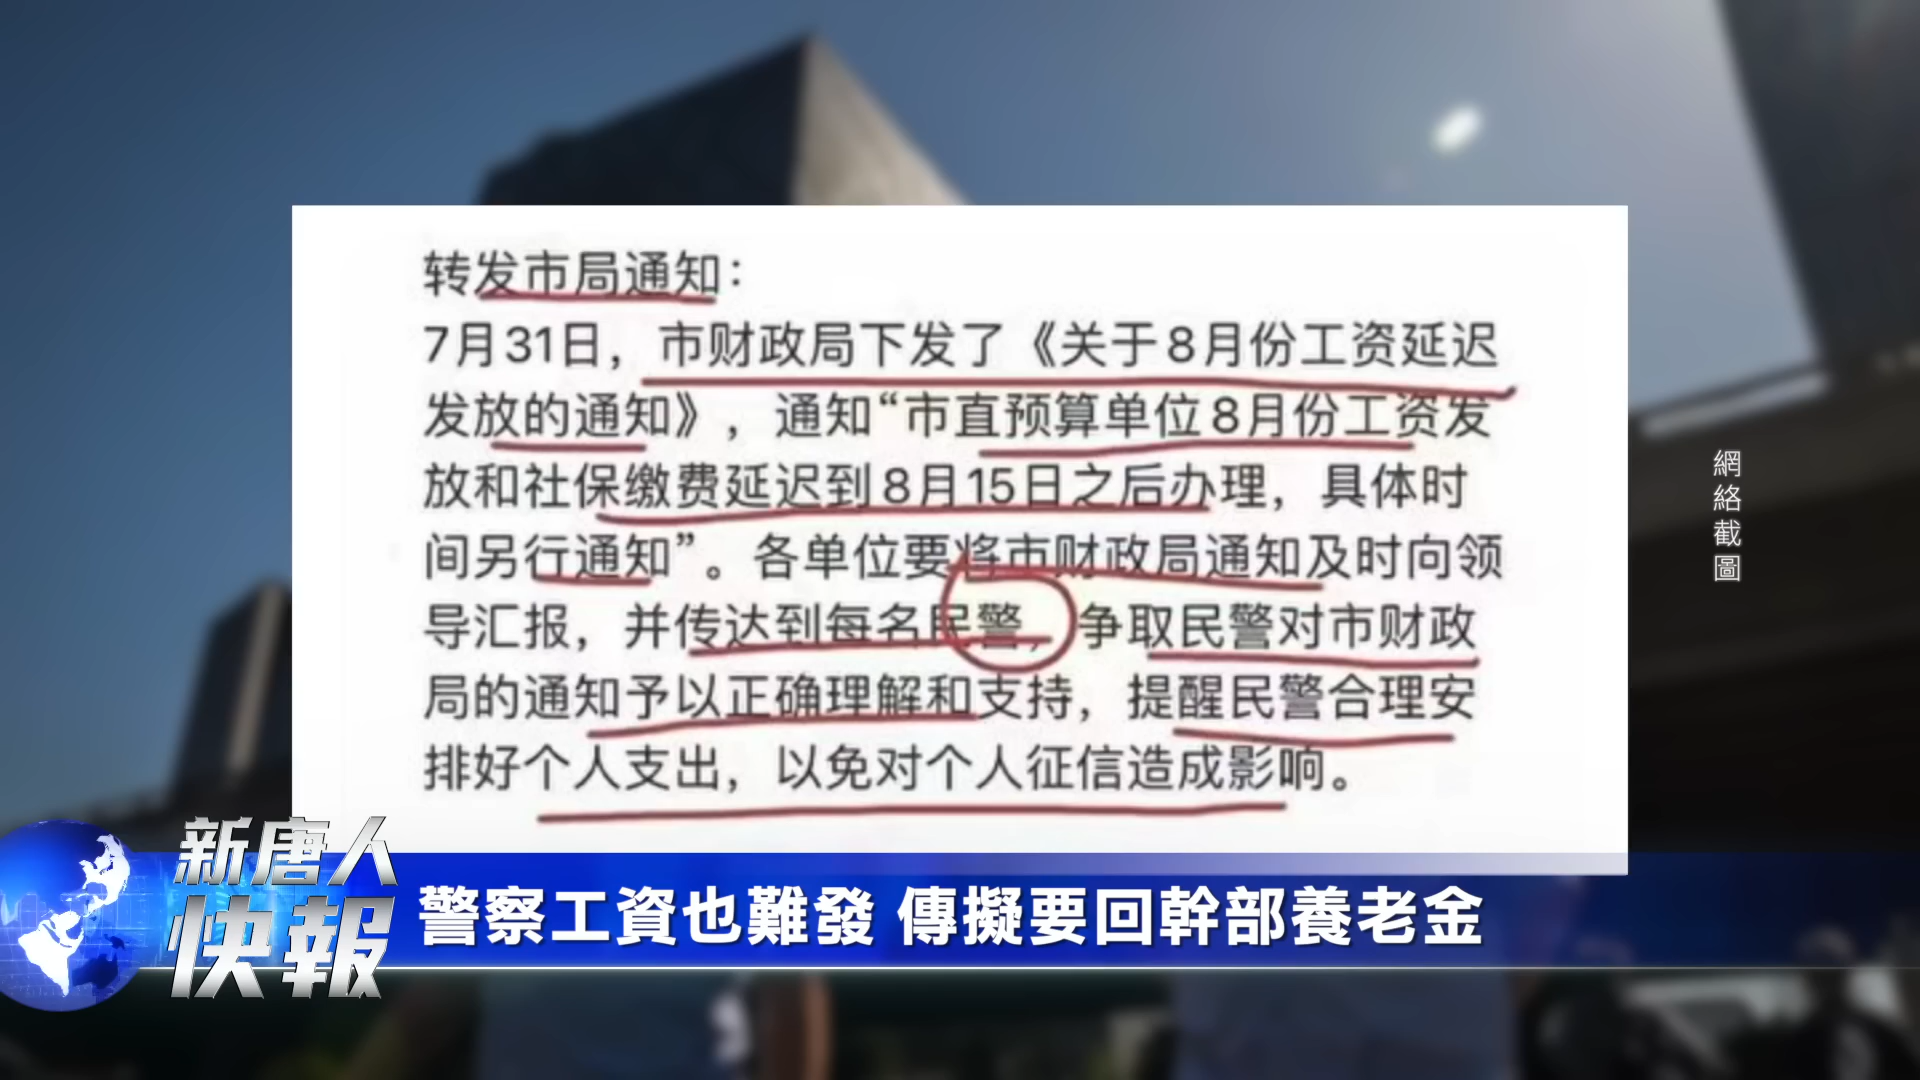 转发市局通知：
7月31日，市财政局下发了《关于8月份工资延迟
发放的通知》，通知“市直预算单位8月份工资发
放和社保缴费延迟到8月15日之后办理，具体时
间另行通知”。各单位要将市财政局通知及时向领
导汇报，并传达到每名民警，争取民警对市财政
局的通知予以正确理解和支持，提醒民警合理安
排好个人支出，以免对个人征信造成影响。
網絡截圖
新唐人
快報
警察工資也難發 傳擬要回幹部養老金